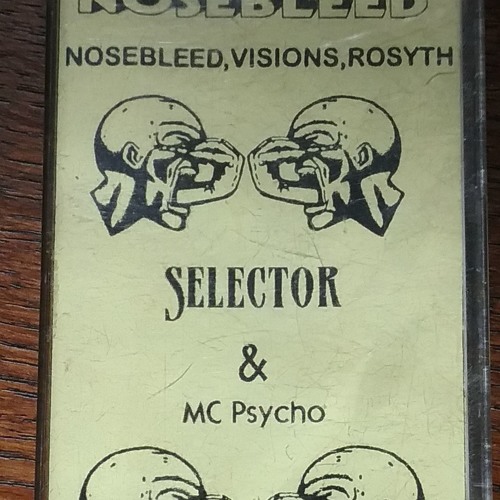 NOSEBLEED
NOSEBLEED,VISIONS,ROSYTH
SELECTOR
&
MC Psycho